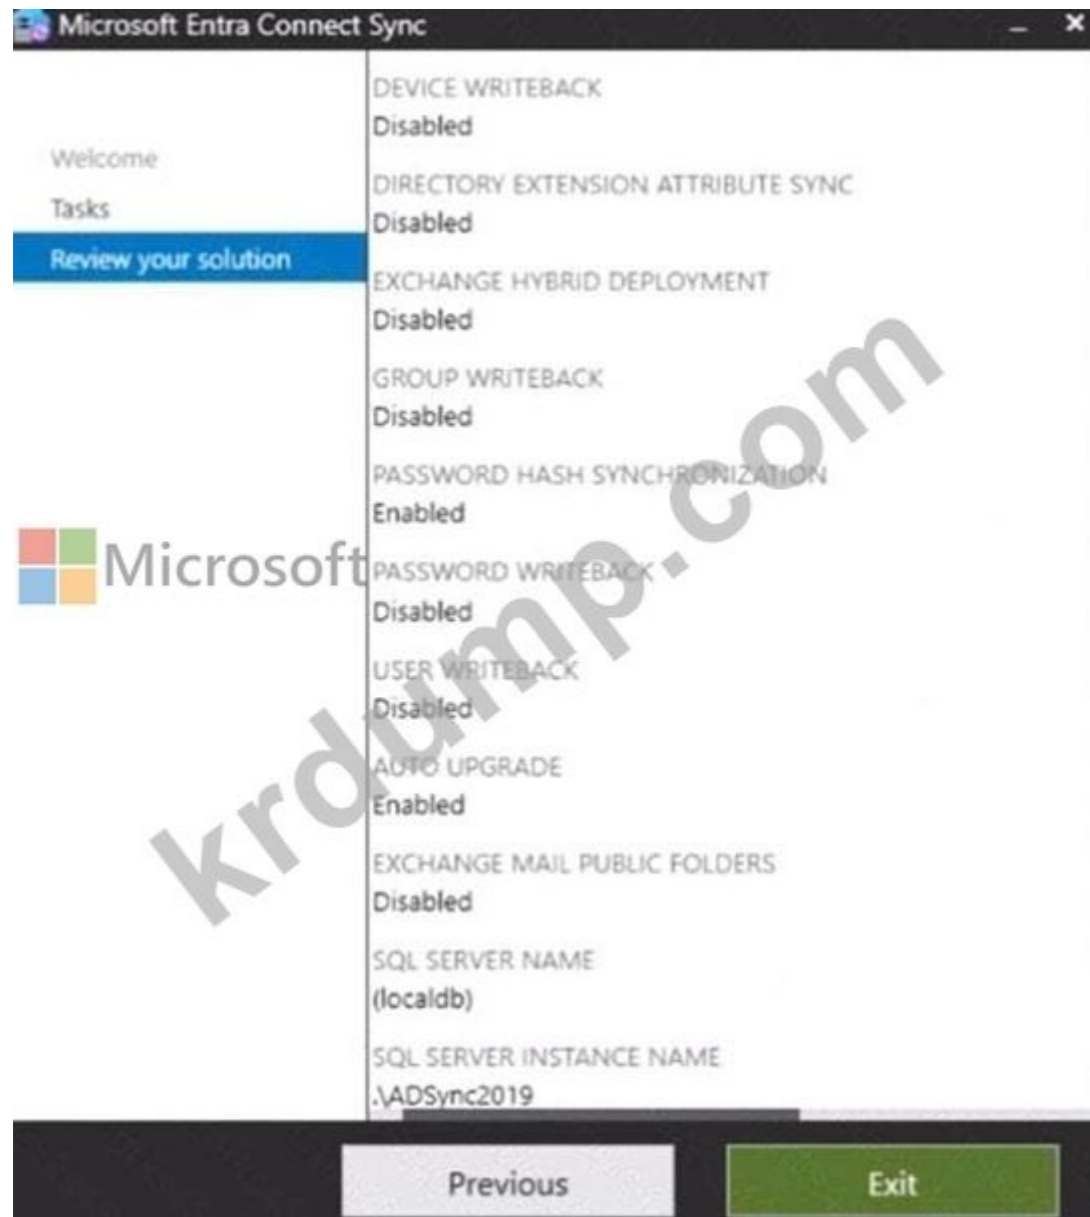 Microsoft Entra Connect Sync
Welcome
Tasks
Review your solution
DEVICE WRITEBACK
Disabled
DIRECTORY EXTENSION ATTRIBUTE SYNC
Disabled
EXCHANGE HYBRID DEPLOYMENT
Disabled
GROUP WRITEBACK
Disabled
PASSWORD HASH SYNCHRONIZATION
Enabled
PASSWORD WRITEBACK
Disabled
USER WRITEBACK
Disabled
AUTO UPGRADE
Enabled
EXCHANGE MAIL PUBLIC FOLDERS
Disabled
SQL SERVER NAME
(localdb)
SQL SERVER INSTANCE NAME
.\ADSync2019
Previous
Exit
Microsoft
krdump.com